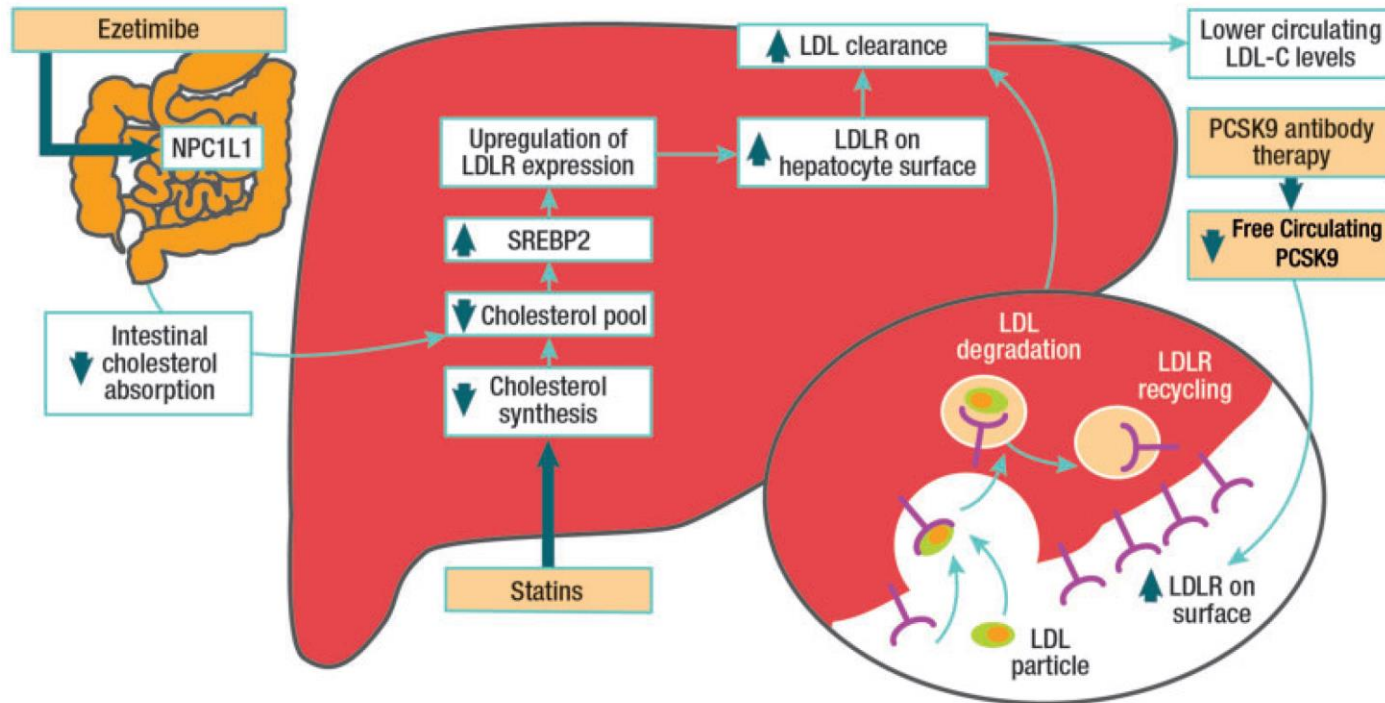 Ezetimibe
NPC1L1
Intestinal
cholesterol
absorption
Upregulation of
LDLR expression
SREBP2
Cholesterol pool
Cholesterol
synthesis
Statins
LDL clearance
LDLR on
hepatocyte surface
Lower circulating
LDL-C levels
PCSK9 antibody
therapy
Free Circulating
PCSK9
LDL
degradation
LDLR
recycling
LDLR on
surface
LDL
particle